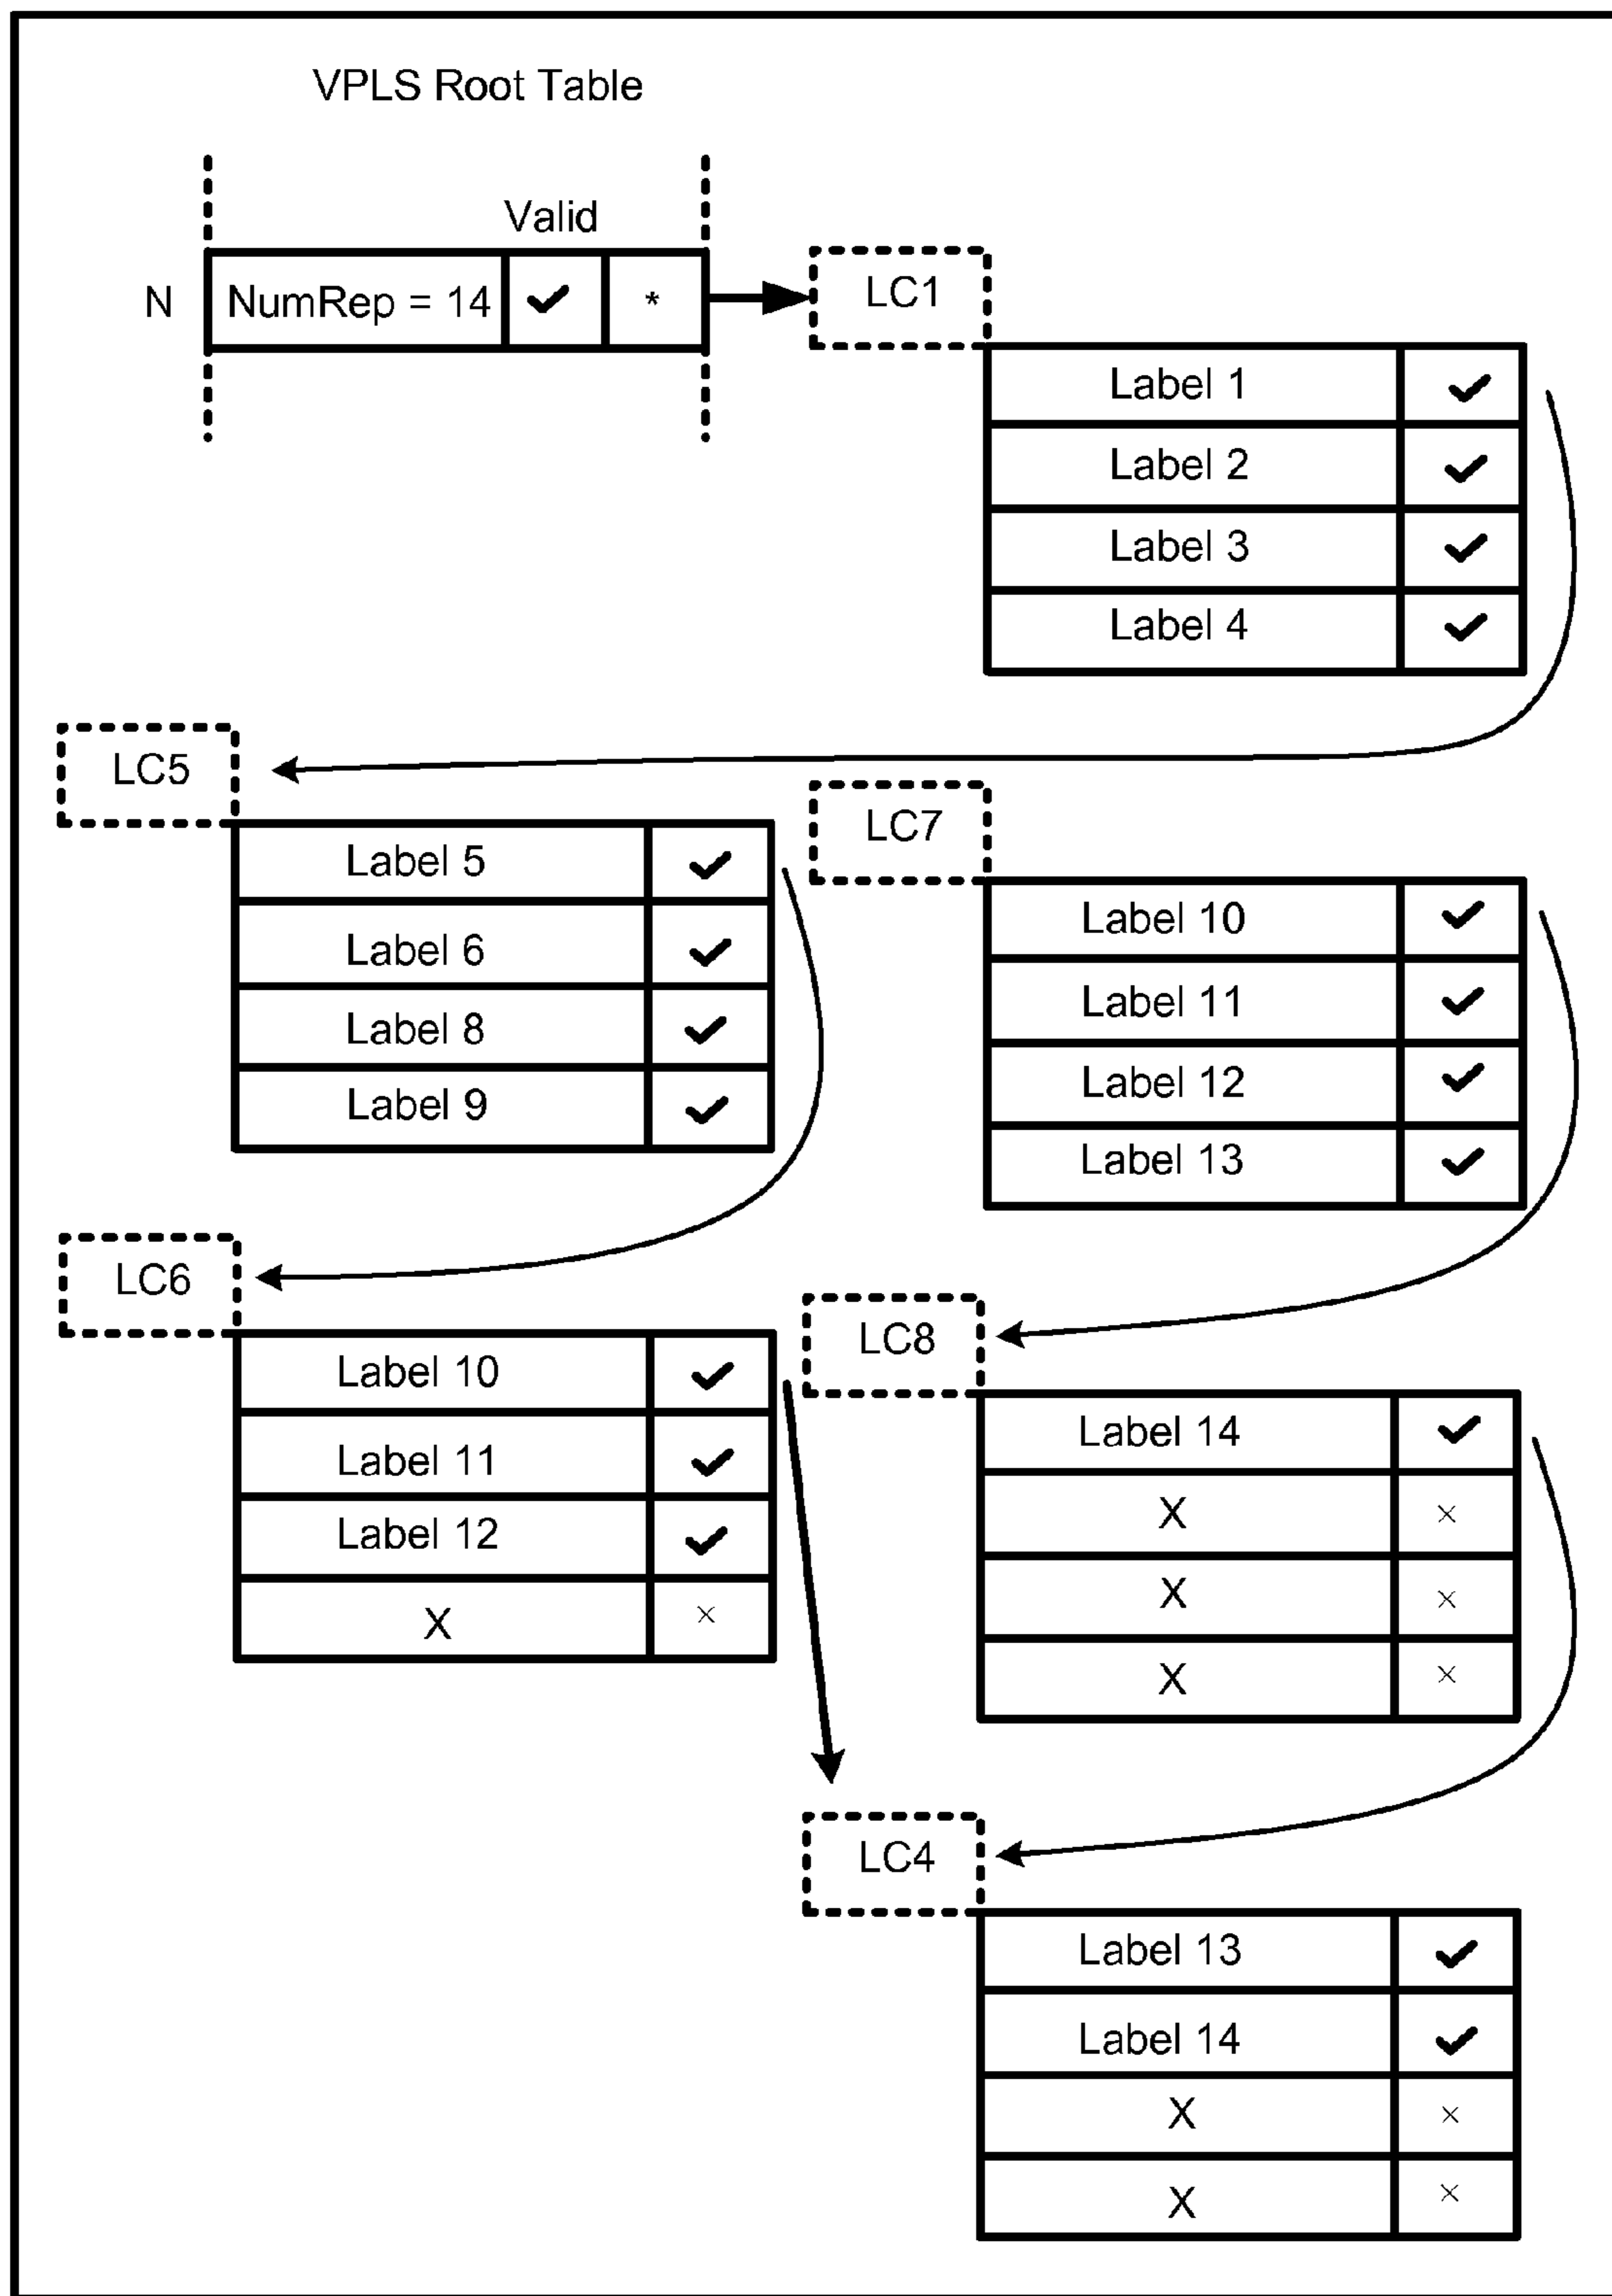 VPLS Root Table
Valid
N
NumRep = 14
*
LC1
Label 1
Label 2
Label 3
Label 4
LC5
Label 5
Label 6
Label 8
Label 9
LC7
Label 10
Label 11
Label 12
Label 13
LC6
Label 10
Label 11
Label 12
X ×
LC8
Label 14
X ×
X ×
X ×
LC4
Label 13
Label 14
X ×
X ×